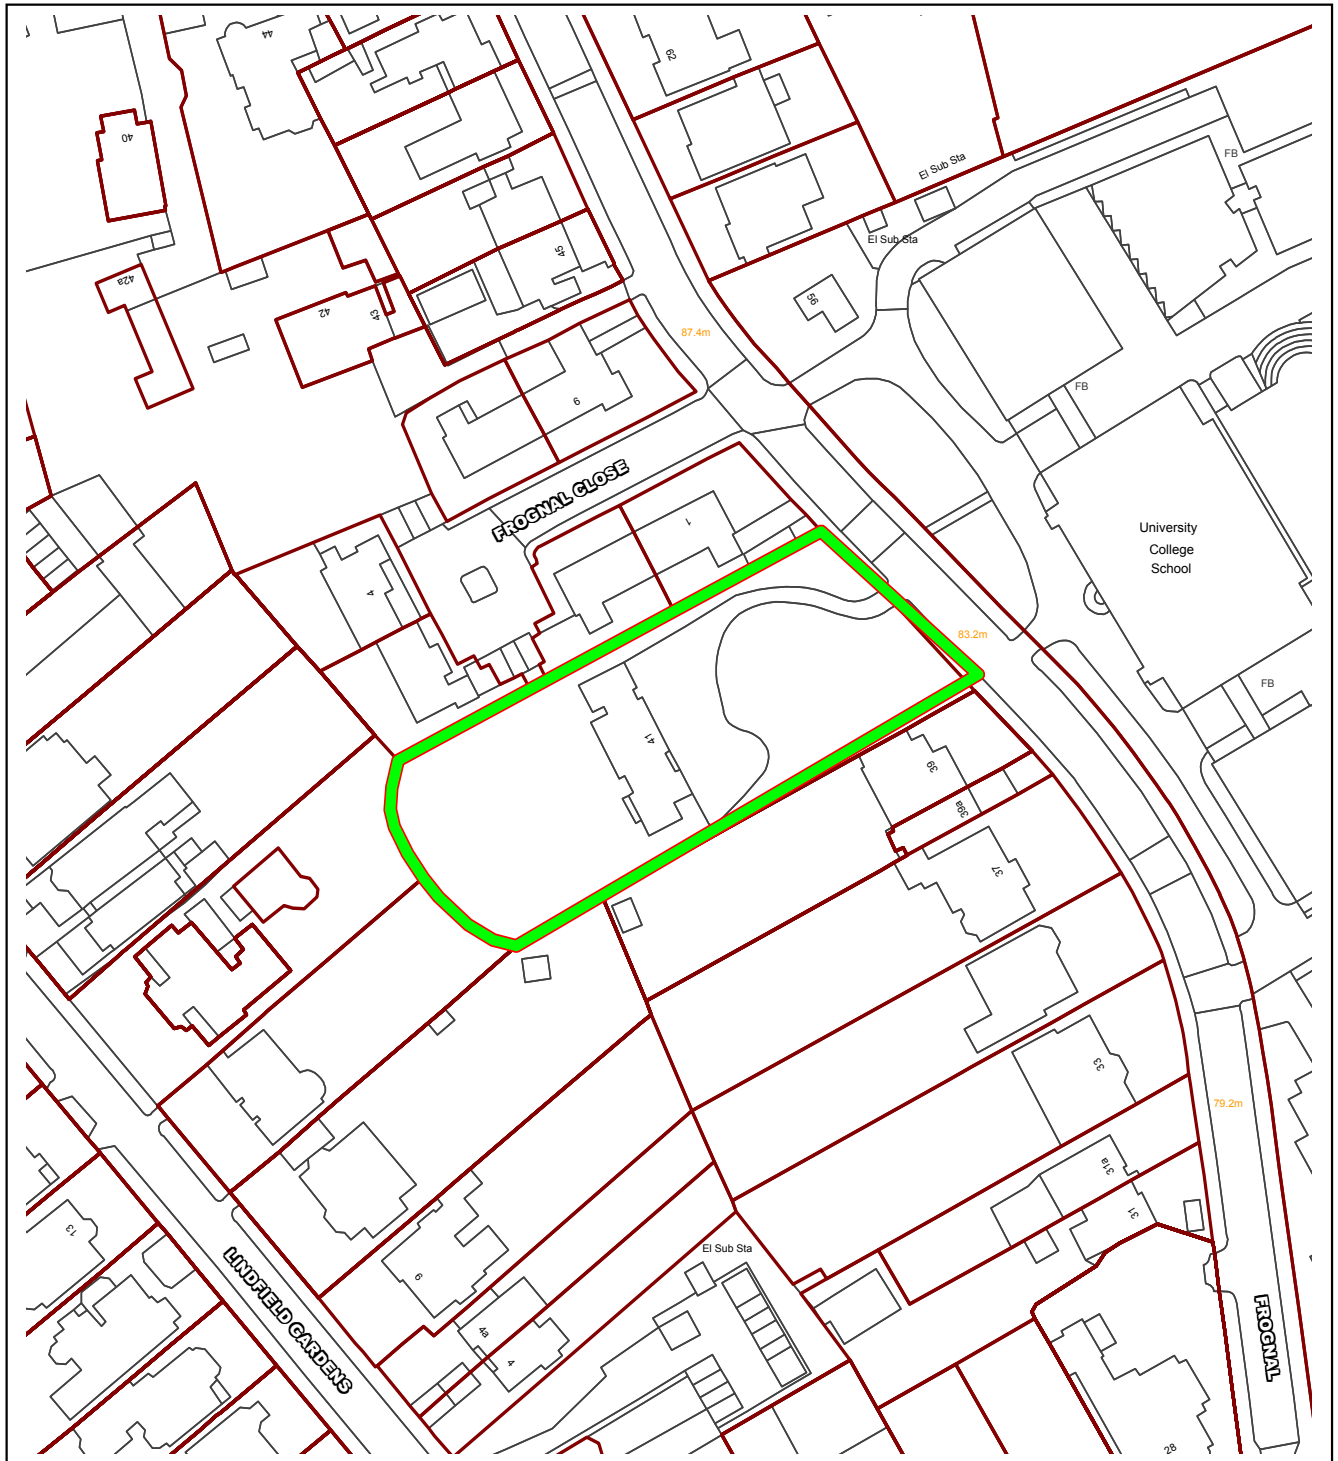 44
62
40
El Sub Sta
FB
El Sub Sta
45
42a
42
43
56
87.4m
FB
9
FROGNAL CLOSE
1
University
College
School
4
83.2m
FB
41
39
39a
37
33
79.2m
31a
31
13
El Sub Sta
9
LINDFIELD GARDENS
4a
4
FROGNAL
28